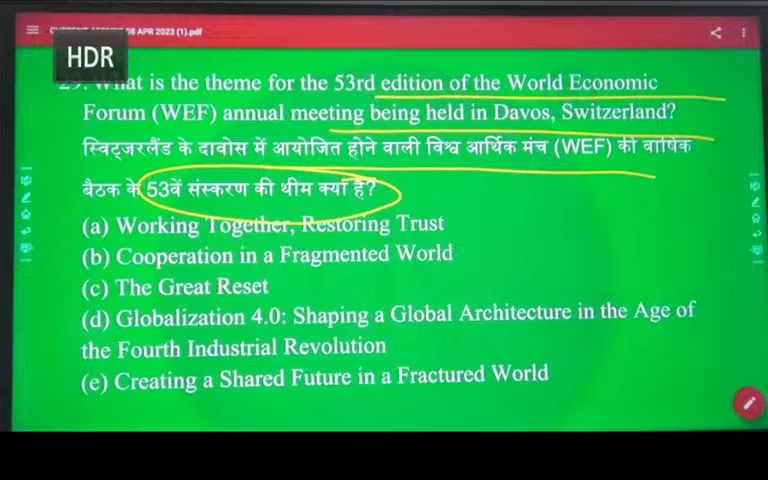 08 APR 2023 (1).pdf
HDR
is the theme for the 53rd edition of the World Economic
Forum (WEF) annual meeting being held in Davos, Switzerland?
स्विट्जरलैंड के दावोस में आयोजित होने वाली विश्व आर्थिक मंच (WEF) की वार्षिक
बैठक के 53वें संस्करण की थीम क्या है?
(a) Working Together, Restoring Trust
(b) Cooperation in a Fragmented World
(c) The Great Reset
(d) Globalization 4.0: Shaping a Global Architecture in the Age of
the Fourth Industrial Revolution
(e) Creating a Shared Future in a Fractured World